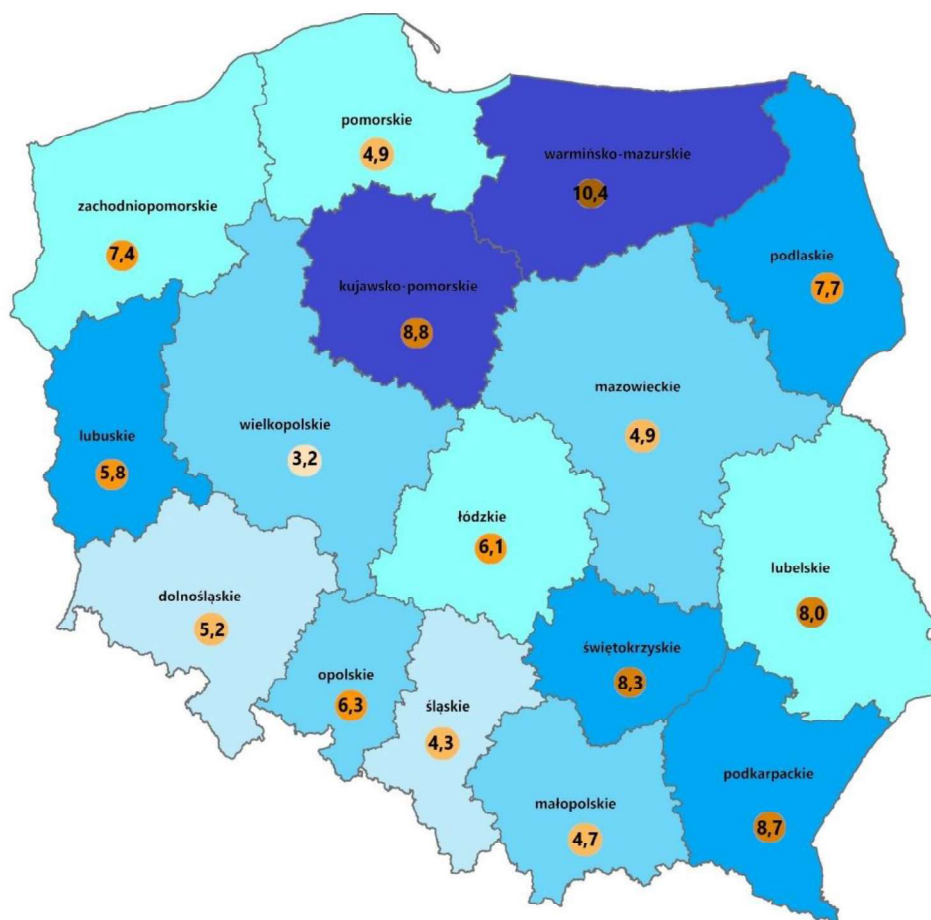 pomorskie
4,9
warmińsko-mazurskie
10,4
zachodniopomorskie
7,4
podlaskie
7,7
kujawsko-pomorskie
8,8
mazowieckie
4,9
wielkopolskie
3,2
lubuskie
5,8
łódzkie
6,1
lubelskie
8,0
dolnośląskie
5,2
świętokrzyskie
8,3
opolskie
6,3
śląskie
4,3
podkarpackie
8,7
małopolskie
4,7